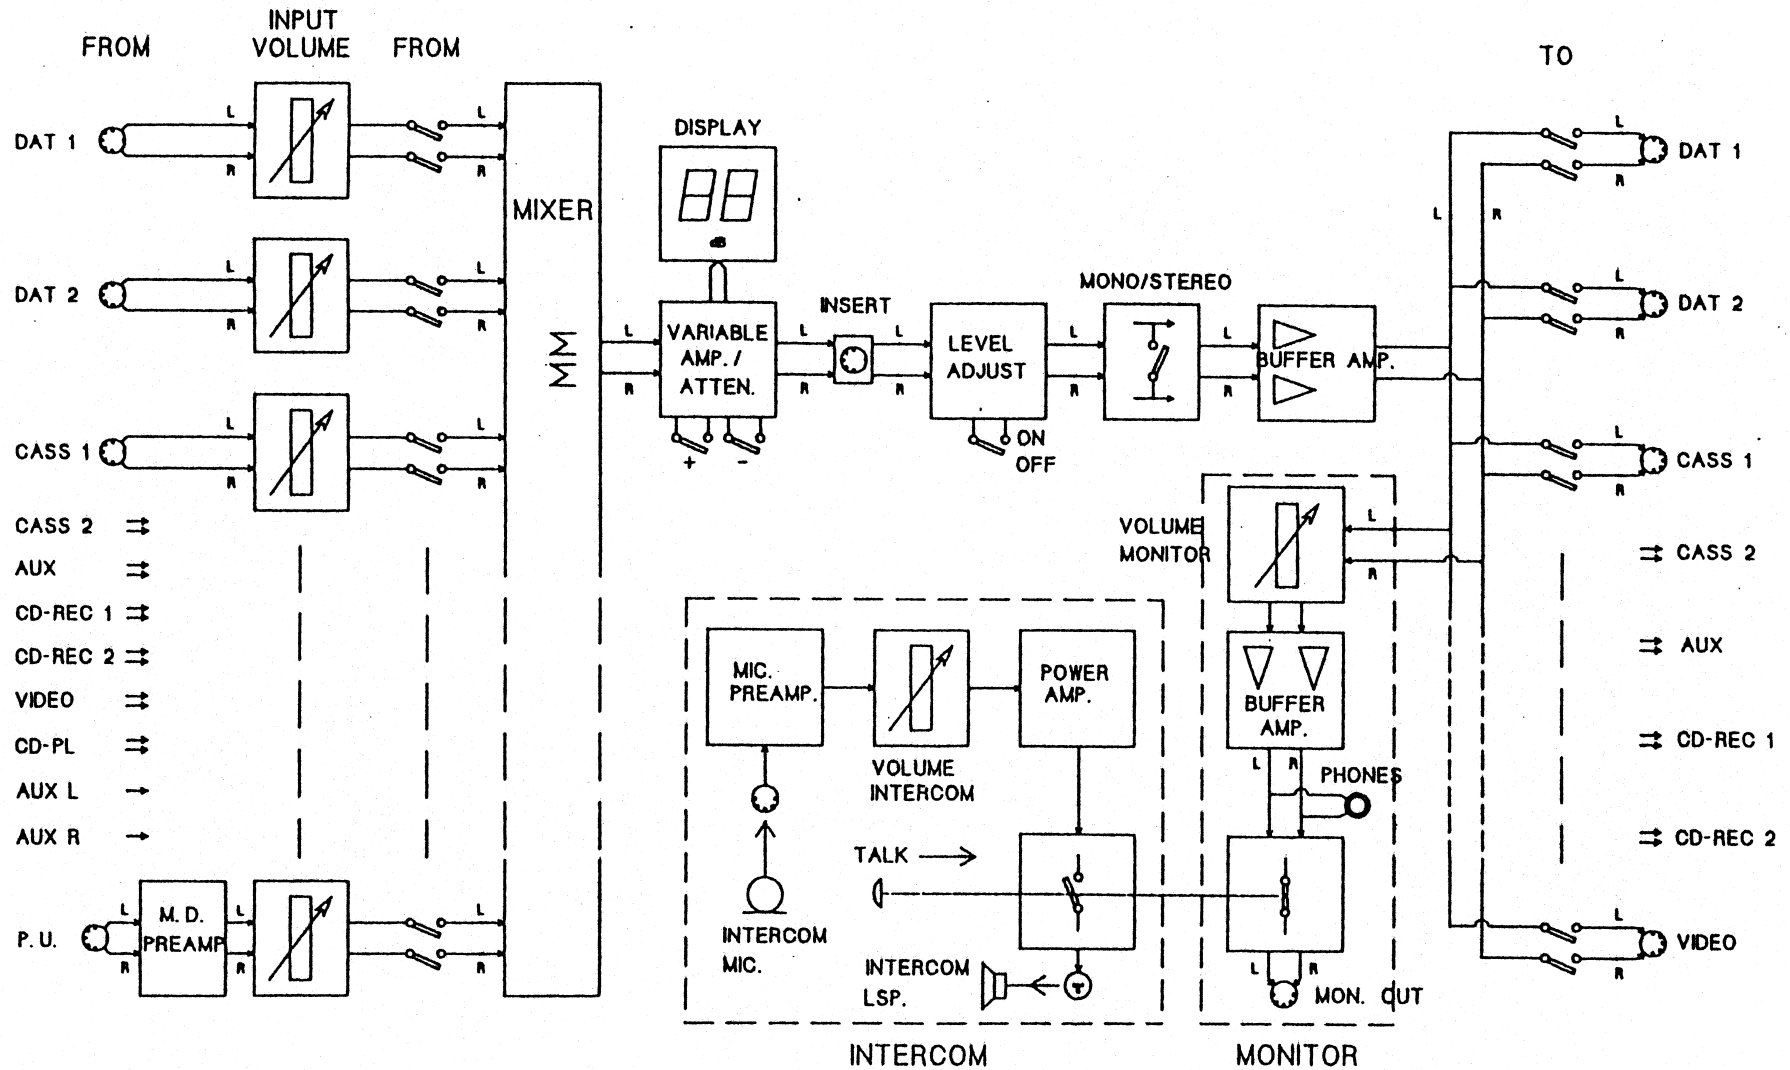 FROM
INPUT
VOLUME
FROM
TO
DAT 1
L
R
L
R
MIXER
MM
DAT 2
L
R
L
R
CASS 1
L
R
L
R
CASS 2
AUX
CD-REC 1
CD-REC 2
VIDEO
CD-PL
AUX L
AUX R
P.U.
L
R
M.D.
PREAMP
L
R
L
R
DISPLAY
88
dB
L
R
VARIABLE
AMP./
ATTEN.
+
-
L
R
INSERT
L
R
LEVEL
ADJUST
ON
OFF
L
R
MONO/STEREO
L
R
BUFFER AMP.
L
R
L
R
DAT 1
L
R
DAT 2
L
R
CASS 1
CASS 2
AUX
CD-REC 1
CD-REC 2
L
R
VIDEO
VOLUME
MONITOR
L
R
BUFFER
AMP.
L
R
PHONES
L
R
MON. OUT
MONITOR
MIC.
PREAMP.
VOLUME
INTERCOM
POWER
AMP.
TALK
INTERCOM
MIC.
INTERCOM
LSP.
INTERCOM